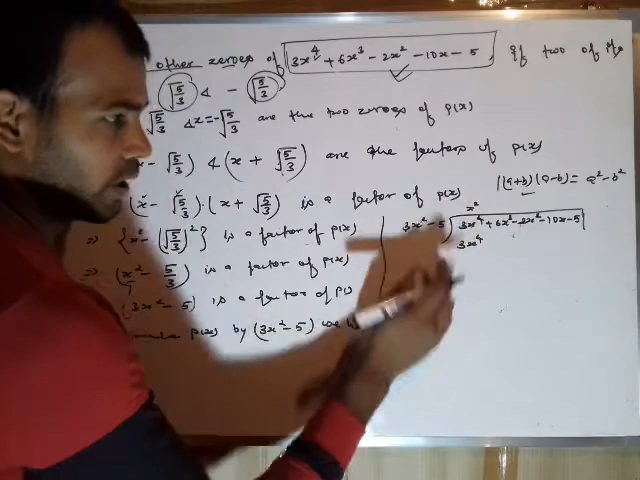 other zeroes of 3x⁴ + 6x³ - 2x² - 10x - 5 if two of
√5/3 & - √5/3
√5/3 & x = -√5/3 are the two zeroes of p(x)
x - √5/3) & (x + √5/3) are the factors of p(x)
(x - √5/3) . (x + √5/3) is a factor of p(x)
⇒ {x² - (√5/3)²} is a factor of p(x)
⇒ (x² - 5/3) is a factor of p(x)
(3x² - 5) is a factor of p(x)
p(x) by (3x² - 5)
(a+b)(a-b) = a² - b²
x²
3x² - 5) 3x⁴ + 6x³ - 2x² - 10x - 5
3x⁴